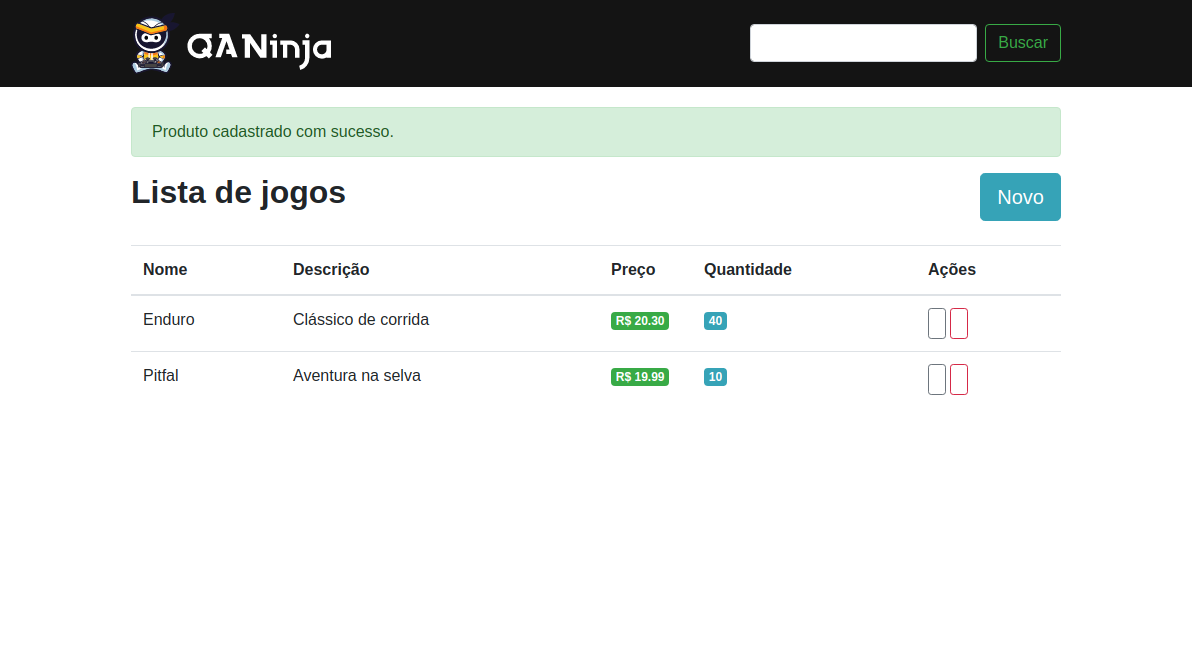 QANinja
Buscar
Produto cadastrado com sucesso.
Lista de jogos
Novo
Nome Descrição Preço Quantidade Ações
Enduro Clássico de corrida R$ 20.30 40
Pitfal Aventura na selva R$ 19.99 10